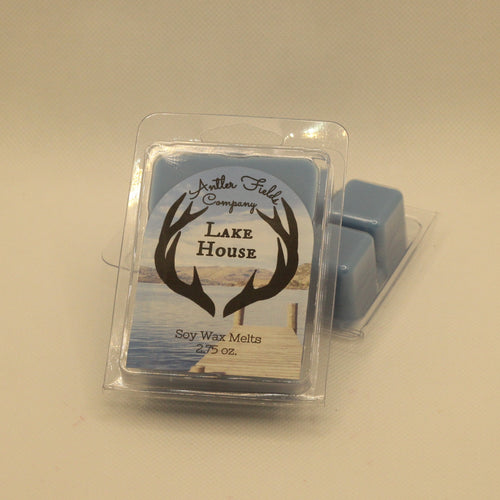 Antler Fields
Company
LAKE
HOUSE
Soy Wax Melts
2.75 oz.